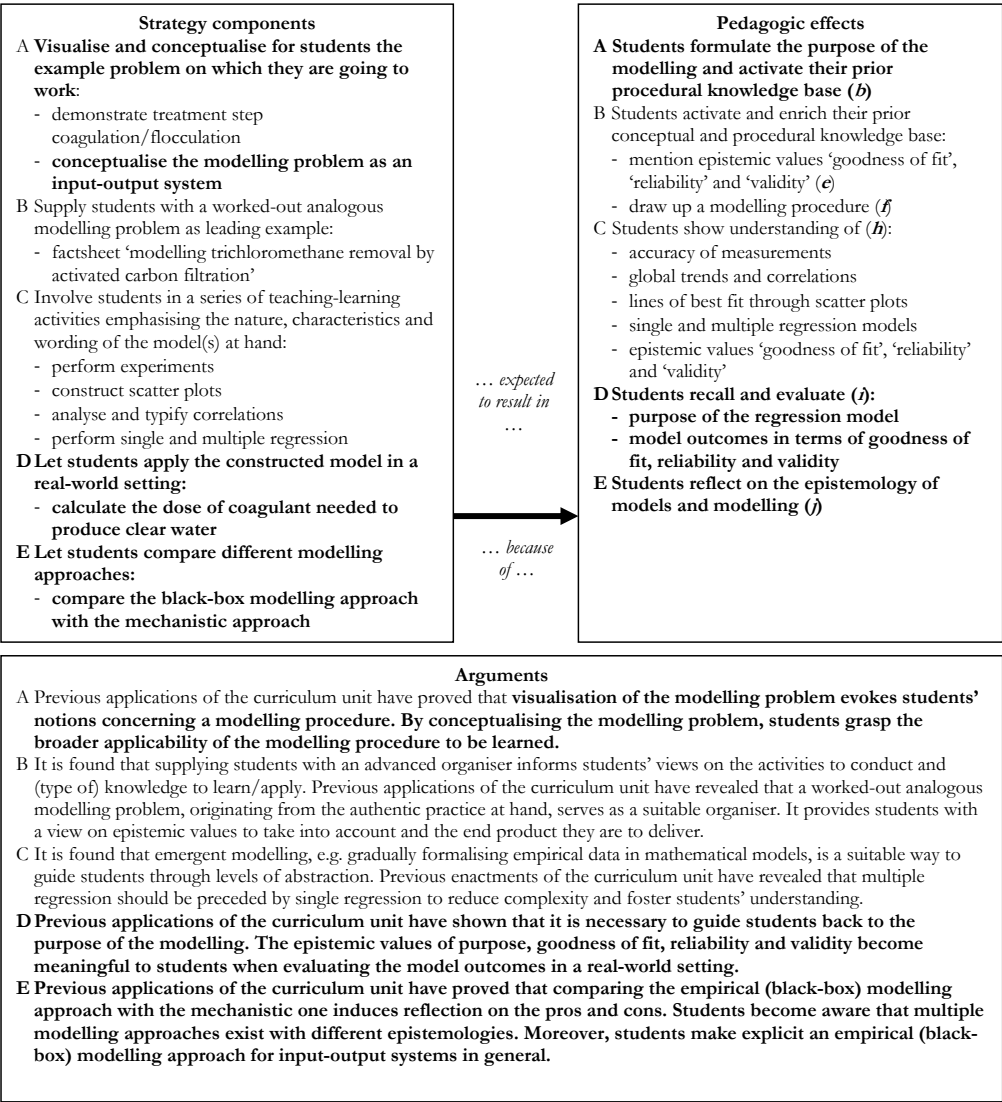 Strategy components
A Visualise and conceptualise for students the
example problem on which they are going to
work:
- demonstrate treatment step
coagulation/flocculation
- conceptualise the modelling problem as an
input-output system
B Supply students with a worked-out analogous
modelling problem as leading example:
- factsheet ‘modelling trichloromethane removal by
activated carbon filtration’
C Involve students in a series of teaching-learning
activities emphasising the nature, characteristics and
wording of the model(s) at hand:
- perform experiments
- construct scatter plots
- analyse and typify correlations
- perform single and multiple regression
D Let students apply the constructed model in a
real-world setting:
- calculate the dose of coagulant needed to
produce clear water
E Let students compare different modelling
approaches:
- compare the black-box modelling approach
with the mechanistic approach
… expected
to result in
…
… because
of …
Pedagogic effects
A Students formulate the purpose of the
modelling and activate their prior
procedural knowledge base (b)
B Students activate and enrich their prior
conceptual and procedural knowledge base:
- mention epistemic values ‘goodness of fit’,
‘reliability’ and ‘validity’ (e)
- draw up a modelling procedure (f)
C Students show understanding of (h):
- accuracy of measurements
- global trends and correlations
- lines of best fit through scatter plots
- single and multiple regression models
- epistemic values ‘goodness of fit’, ‘reliability’
and ‘validity’
D Students recall and evaluate (i):
- purpose of the regression model
- model outcomes in terms of goodness of
fit, reliability and validity
E Students reflect on the epistemology of
models and modelling (j)
Arguments
A Previous applications of the curriculum unit have proved that visualisation of the modelling problem evokes students’
notions concerning a modelling procedure. By conceptualising the modelling problem, students grasp the
broader applicability of the modelling procedure to be learned.
B It is found that supplying students with an advanced organiser informs students’ views on the activities to conduct and
(type of) knowledge to learn/apply. Previous applications of the curriculum unit have revealed that a worked-out analogous
modelling problem, originating from the authentic practice at hand, serves as a suitable organiser. It provides students with
a view on epistemic values to take into account and the end product they are to deliver.
C It is found that emergent modelling, e.g. gradually formalising empirical data in mathematical models, is a suitable way to
guide students through levels of abstraction. Previous enactments of the curriculum unit have revealed that multiple
regression should be preceded by single regression to reduce complexity and foster students’ understanding.
D Previous applications of the curriculum unit have shown that it is necessary to guide students back to the
purpose of the modelling. The epistemic values of purpose, goodness of fit, reliability and validity become
meaningful to students when evaluating the model outcomes in a real-world setting.
E Previous applications of the curriculum unit have proved that comparing the empirical (black-box) modelling
approach with the mechanistic one induces reflection on the pros and cons. Students become aware that multiple
modelling approaches exist with different epistemologies. Moreover, students make explicit an empirical (black-
box) modelling approach for input-output systems in general.